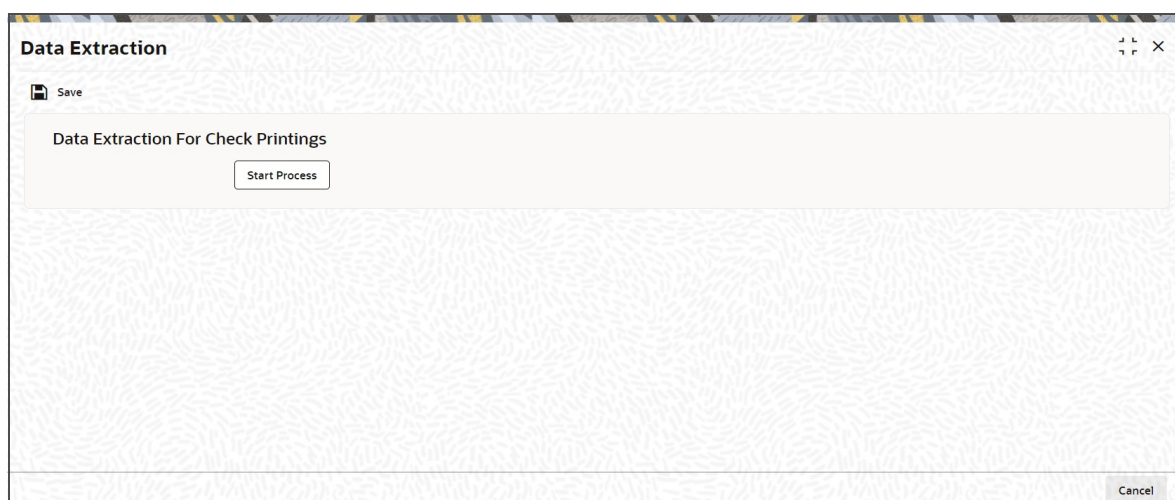 Data Extraction
Save
Data Extraction For Check Printings
Start Process
Cancel